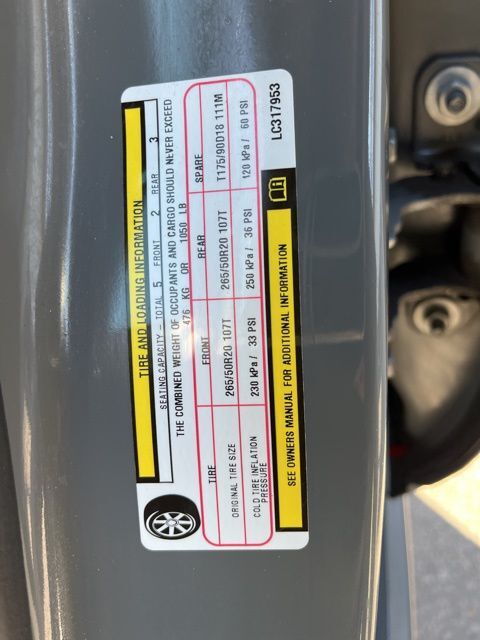 TIRE AND LOADING INFORMATION
SEATING CAPACITY - TOTAL 5 FRONT 2 REAR 3
THE COMBINED WEIGHT OF OCCUPANTS AND CARGO SHOULD NEVER EXCEED
476 KG OR 1050 LB
TIRE FRONT REAR SPARE
ORIGINAL TIRE SIZE 265/50R20 107T 265/50R20 107T T175/90D18 111M
COLD TIRE INFLATION PRESSURE 230 kPa / 33 PSI 250 kPa / 36 PSI 120 kPa / 60 PSI
SEE OWNERS MANUAL FOR ADDITIONAL INFORMATION
LC317953